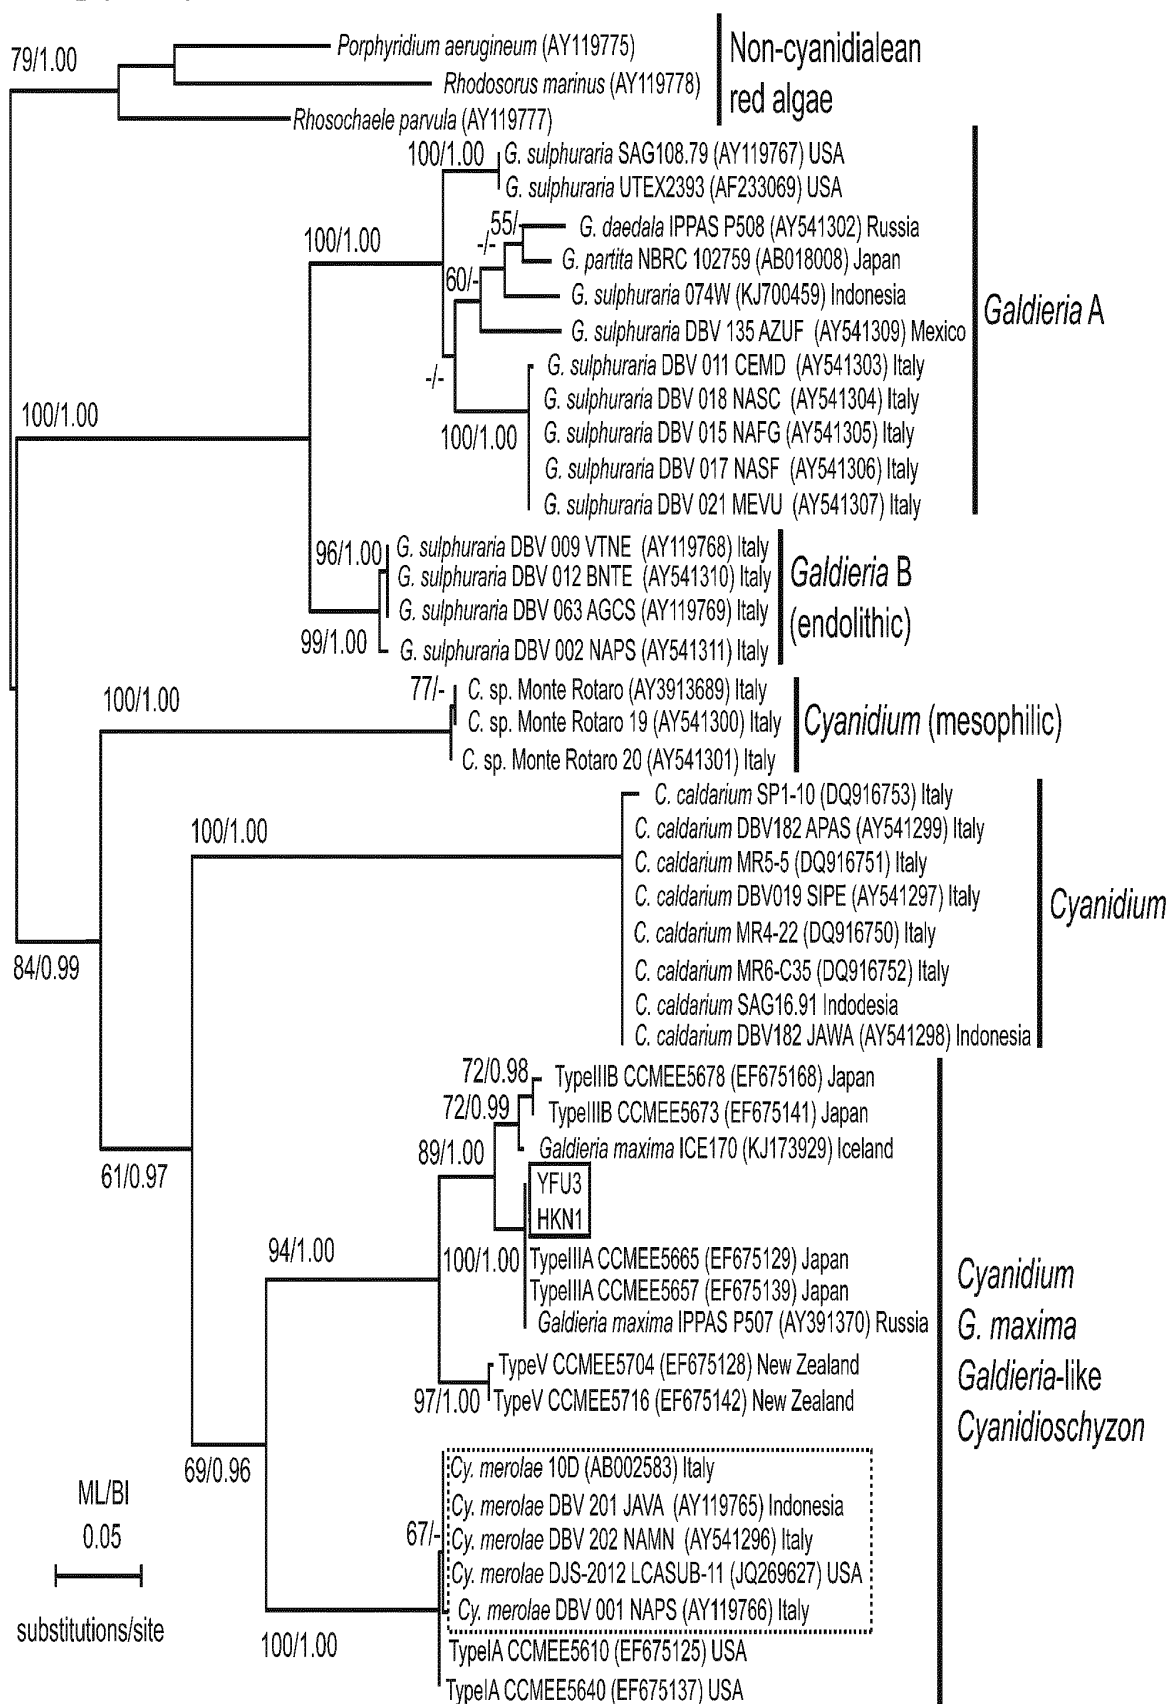 79/1.00
Porphyridium aerugineum (AY119775)
Rhodosorus marinus (AY119778)
Rhosochaele parvula (AY119777)
Non-cyanidialean
red algae
100/1.00
G. sulphuraria SAG108.79 (AY119767) USA
G. sulphuraria UTEX2393 (AF233069) USA
100/1.00
55/-
G. daedala IPPAS P508 (AY541302) Russia
-/-
G. partita NBRC 102759 (AB018008) Japan
60/-
G. sulphuraria 074W (KJ700459) Indonesia
G. sulphuraria DBV 135 AZUF (AY541309) Mexico
-/-
G. sulphuraria DBV 011 CEMD (AY541303) Italy
G. sulphuraria DBV 018 NASC (AY541304) Italy
100/1.00
G. sulphuraria DBV 015 NAFG (AY541305) Italy
G. sulphuraria DBV 017 NASF (AY541306) Italy
G. sulphuraria DBV 021 MEVU (AY541307) Italy
Galdieria A
100/1.00
96/1.00
G. sulphuraria DBV 009 VTNE (AY119768) Italy
G. sulphuraria DBV 012 BNTE (AY541310) Italy
G. sulphuraria DBV 063 AGCS (AY119769) Italy
99/1.00
G. sulphuraria DBV 002 NAPS (AY541311) Italy
Galdieria B
(endolithic)
100/1.00
77/-
C. sp. Monte Rotaro (AY3913689) Italy
C. sp. Monte Rotaro 19 (AY541300) Italy
C. sp. Monte Rotaro 20 (AY541301) Italy
Cyanidium (mesophilic)
100/1.00
C. caldarium SP1-10 (DQ916753) Italy
C. caldarium DBV182 APAS (AY541299) Italy
C. caldarium MR5-5 (DQ916751) Italy
C. caldarium DBV019 SIPE (AY541297) Italy
C. caldarium MR4-22 (DQ916750) Italy
C. caldarium MR6-C35 (DQ916752) Italy
C. caldarium SAG16.91 Indodesia
C. caldarium DBV182 JAWA (AY541298) Indonesia
Cyanidium
84/0.99
72/0.98
TypeIIIB CCMEE5678 (EF675168) Japan
72/0.99
TypeIIIB CCMEE5673 (EF675141) Japan
89/1.00
Galdieria maxima ICE170 (KJ173929) Iceland
61/0.97
YFU3
HKN1
94/1.00
100/1.00
TypeIIIA CCMEE5665 (EF675129) Japan
TypeIIIA CCMEE5657 (EF675139) Japan
Galdieria maxima IPPAS P507 (AY391370) Russia
TypeV CCMEE5704 (EF675128) New Zealand
97/1.00
TypeV CCMEE5716 (EF675142) New Zealand
Cyanidium
G. maxima
Galdieria-like
Cyanidioschyzon
69/0.96
Cy. merolae 10D (AB002583) Italy
Cy. merolae DBV 201 JAVA (AY119765) Indonesia
67/-
Cy. merolae DBV 202 NAMN (AY541296) Italy
Cy. merolae DJS-2012 LCASUB-11 (JQ269627) USA
Cy. merolae DBV 001 NAPS (AY119766) Italy
100/1.00
TypeIA CCMEE5610 (EF675125) USA
TypeIA CCMEE5640 (EF675137) USA
ML/BI
0.05
substitutions/site